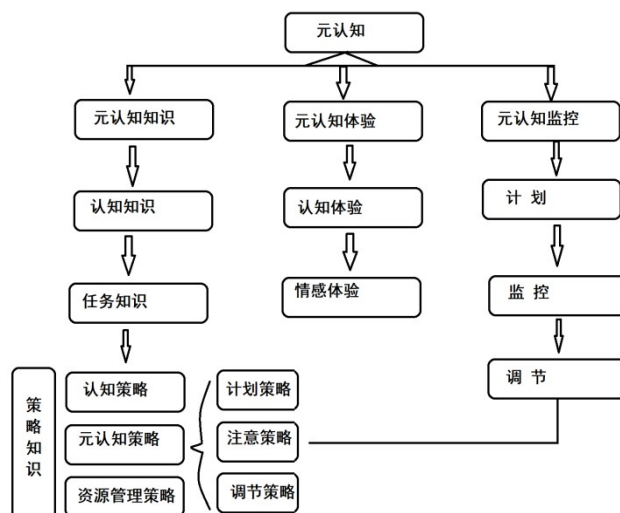 元认知
元认知知识
元认知体验
元认知监控
认知知识
认知体验
计 划
任务知识
情感体验
监 控
策略知识
认知策略
计划策略
调 节
元认知策略
注意策略
资源管理策略
调节策略